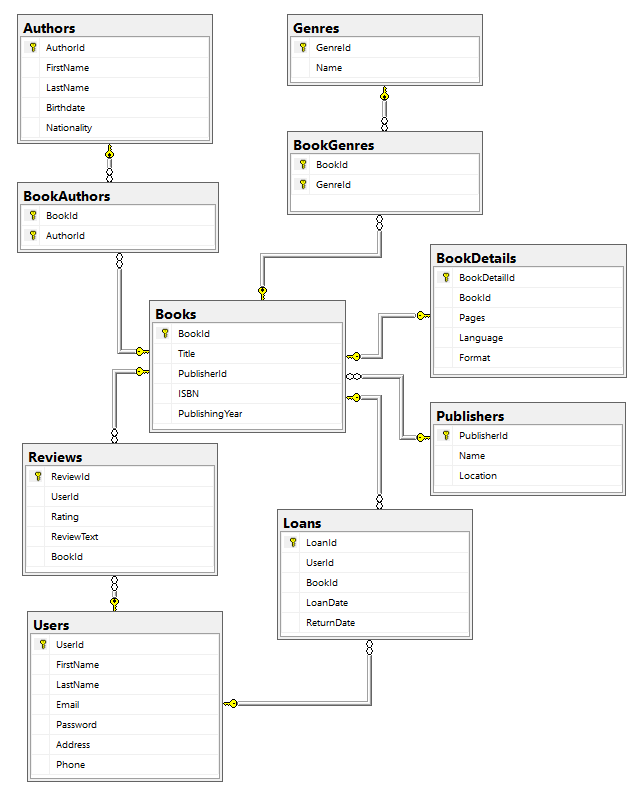 Authors
AuthorId
FirstName
LastName
Birthdate
Nationality
Genres
GenreId
Name
BookGenres
BookId
GenreId
BookAuthors
BookId
AuthorId
BookDetails
BookDetailId
BookId
Pages
Language
Format
Books
BookId
Title
PublisherId
ISBN
PublishingYear
Publishers
PublisherId
Name
Location
Reviews
ReviewId
UserId
Rating
ReviewText
BookId
Loans
LoanId
UserId
BookId
LoanDate
ReturnDate
Users
UserId
FirstName
LastName
Email
Password
Address
Phone